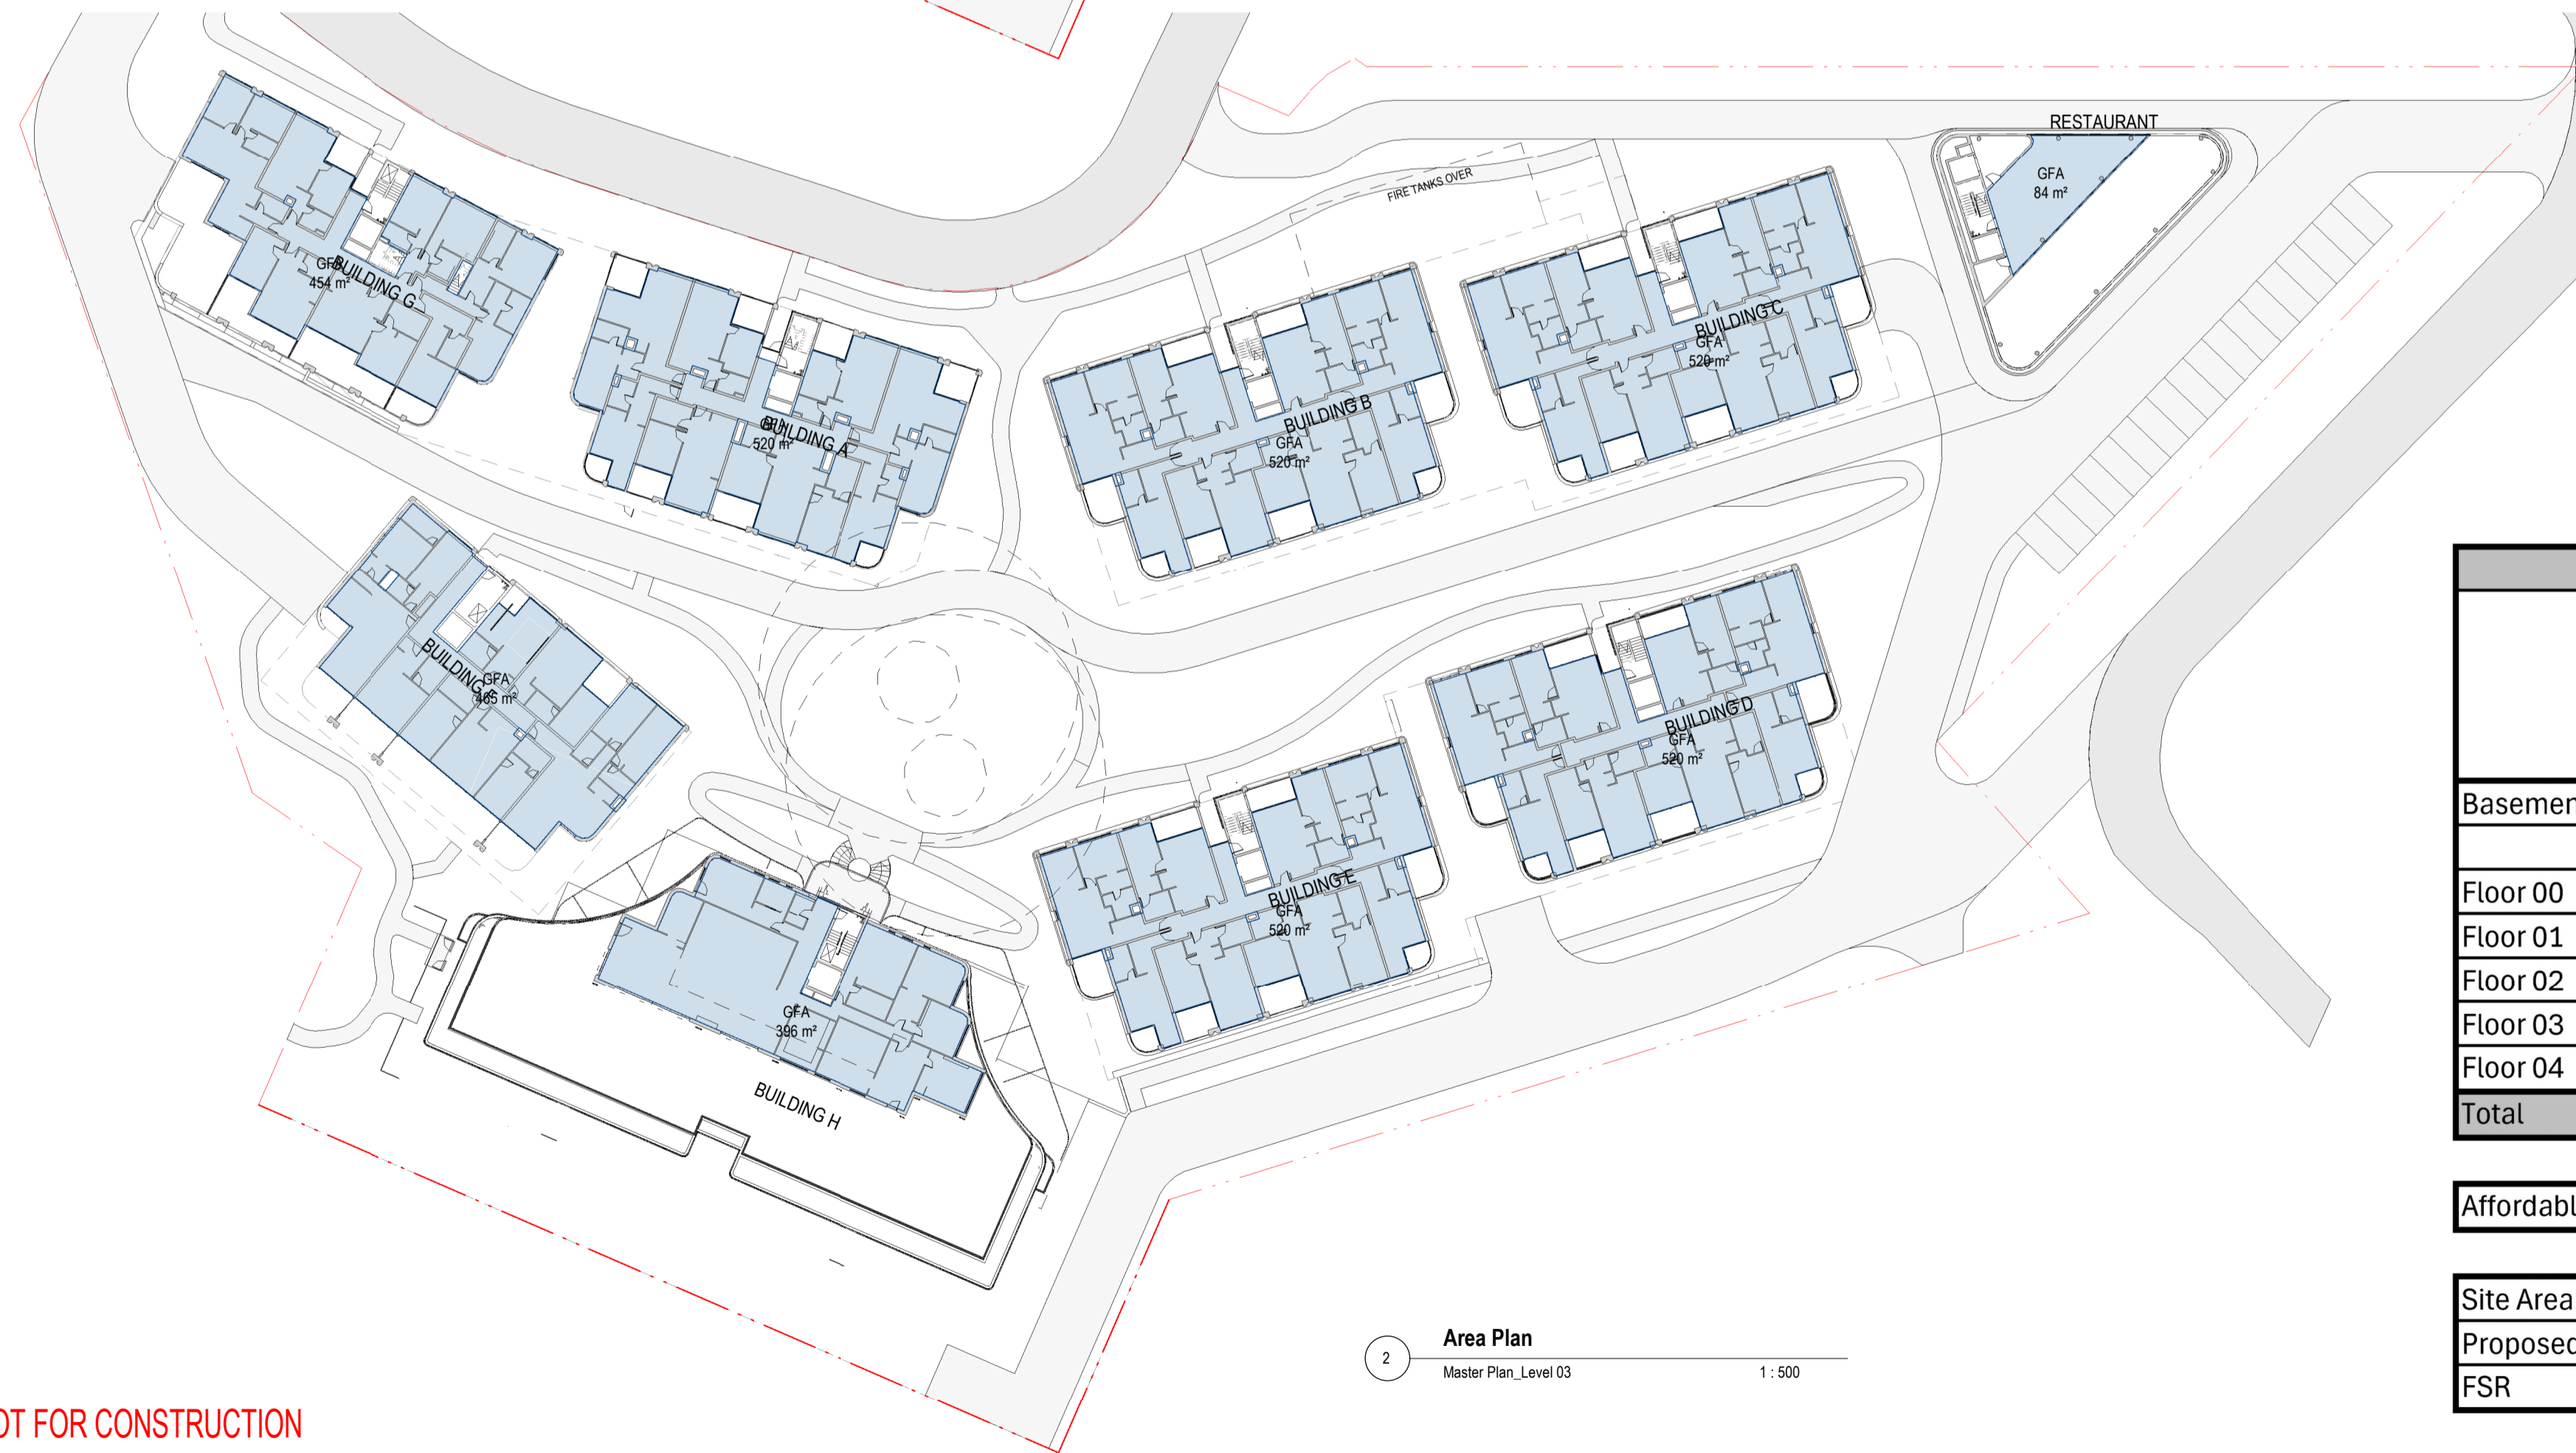 RESTAURANT
GFA
84 m²
FIRE TANKS OVER
GFA
454 m²
BUILDING G
BUILDING C
GFA
520 m²
BUILDING A
GFA
520 m²
BUILDING B
GFA
520 m²
BUILDING
GFA
465 m²
BUILDING D
GFA
520 m²
BUILDING E
GFA
520 m²
GFA
396 m²
BUILDING H
2
Area Plan
Master Plan_Level 03
1 : 500
OT FOR CONSTRUCTION
Basemen
Floor 00
Floor 01
Floor 02
Floor 03
Floor 04
Total
Affordabl
Site Area
Proposed
FSR